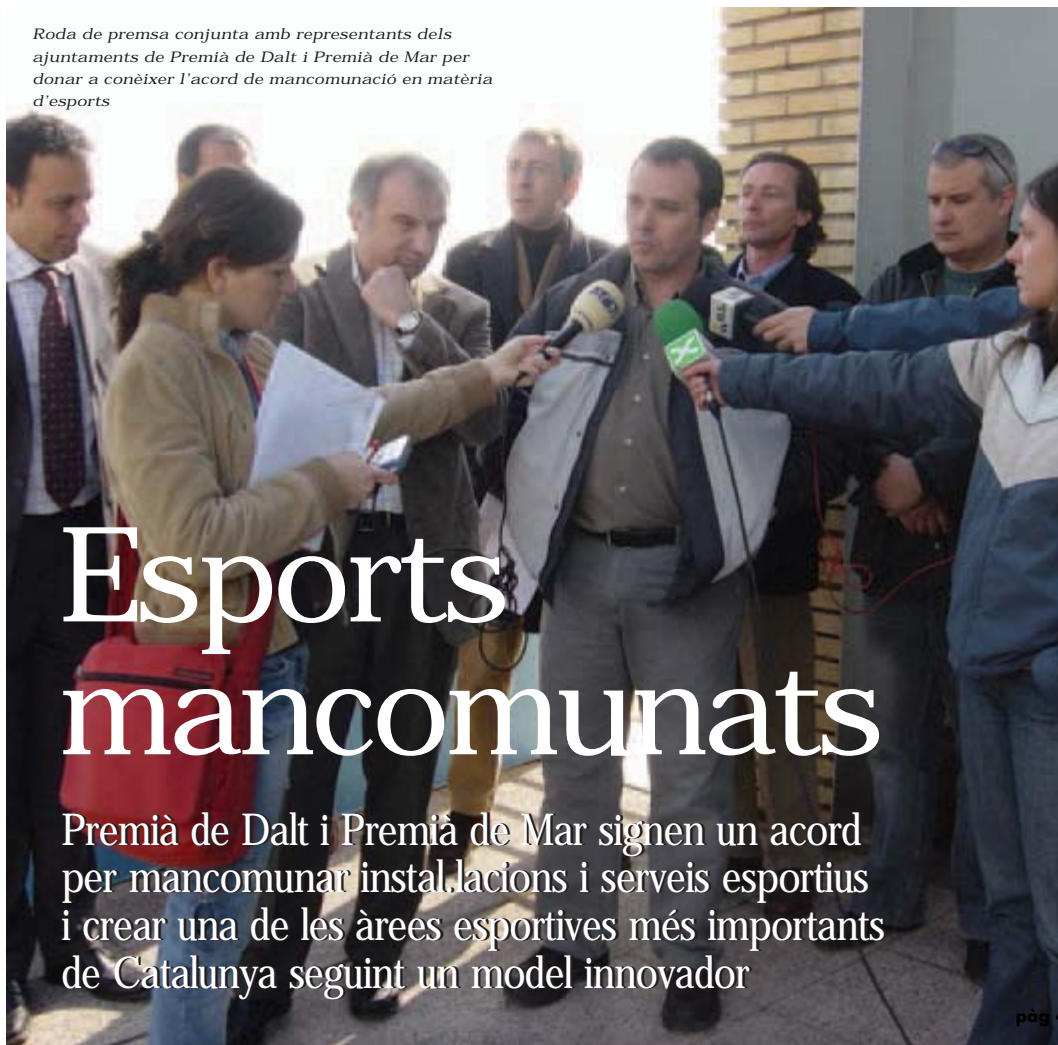 Roda de premsa conjunta amb representants dels
ajuntaments de Premià de Dalt i Premià de Mar per
donar a conèixer l'acord de mancomunació en matèria
d'esports
Esports
mancomunats
Premià de Dalt i Premià de Mar signen un acord
per mancomunar instal.lacions i serveis esportius
i crear una de les àrees esportives més importants
de Catalunya seguint un model innovador
pàg